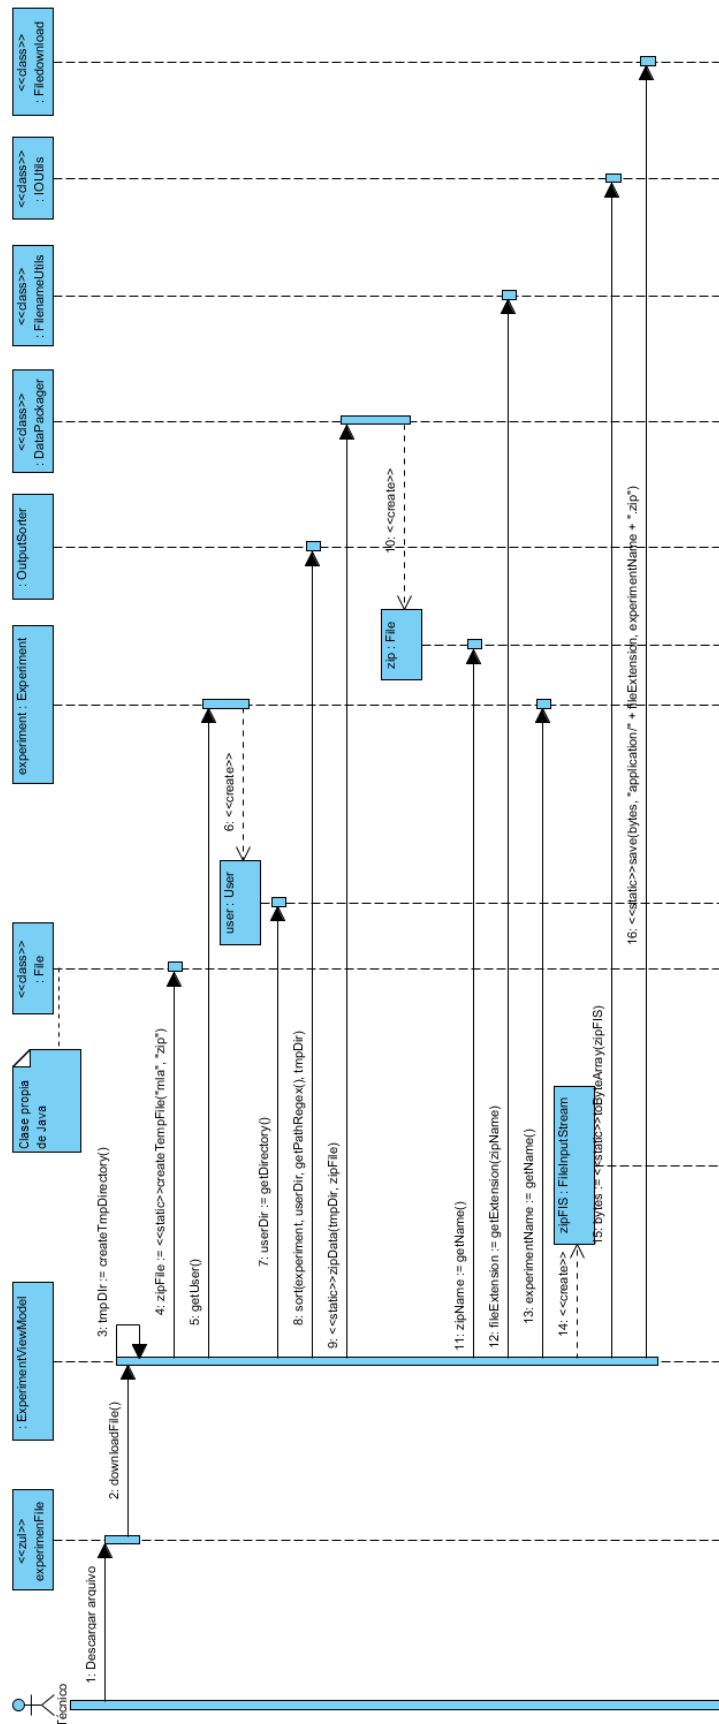 Técnico
<<zul>>
experimenFile
: ExperimentViewModel
Clase propia
de Java
<<class>>
: File
experiment : Experiment
: OutputSorter
<<class>>
: DataPackager
<<class>>
: FilenameUtils
<<class>>
: IOUtils
<<class>>
: Filedownload
1: Descargar arquivo
2: downloadFile()
3: tmpDIr := createTmpDirectory()
4: zipFile := <<static>>createTempFile("mla", "zip")
5: getUser()
6: <<create>>
user : User
7: userDir := getDirectory()
8: sort(experiment, userDir, getPathRegex(), tmpDir)
9: <<static>>zipData(tmpDir, zipFile)
10: <<create>>
zip : File
11: zipName := getName()
12: fileExtension := getExtension(zipName)
13: experimentName := getName()
14: <<create>>
zipFIS : FileInputStream
15: bytes := <<static>>toByteArray(zipFIS)
16: <<static>>save(bytes, "application/" + fileExtension, experimentName + ".zip")